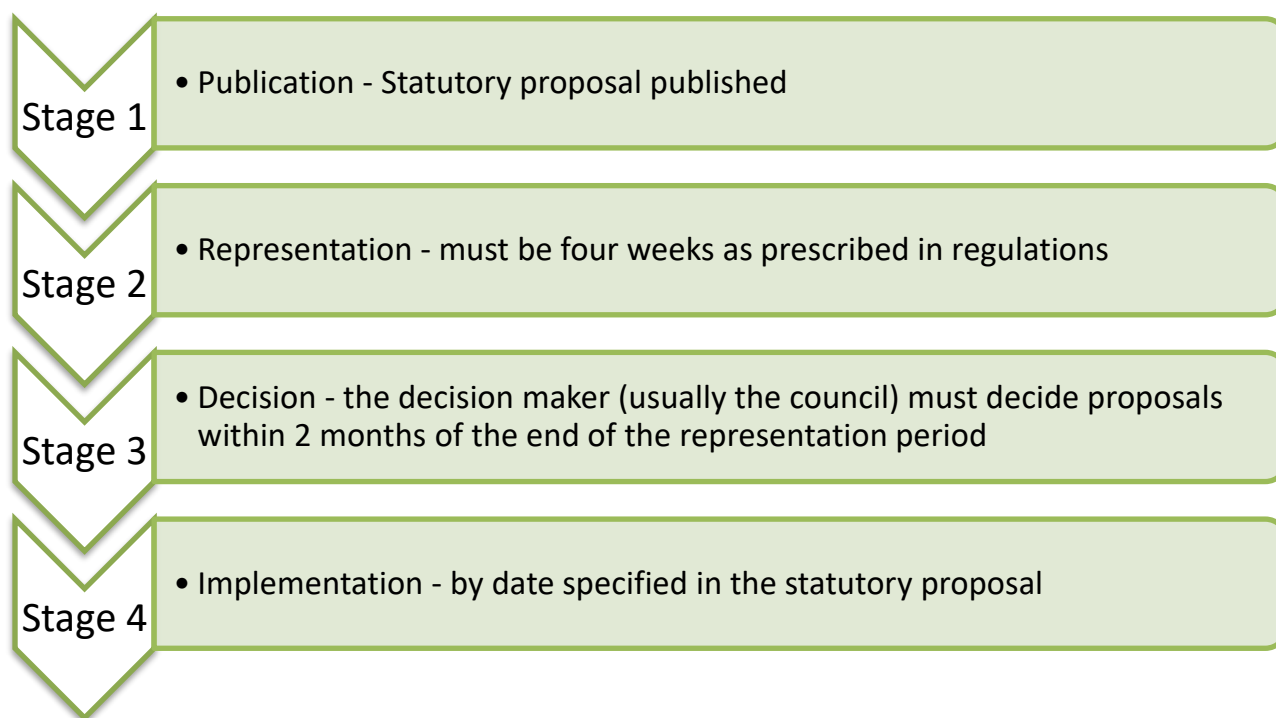 Stage 1
• Publication - Statutory proposal published
Stage 2
• Representation - must be four weeks as prescribed in regulations
Stage 3
• Decision - the decision maker (usually the council) must decide proposals
within 2 months of the end of the representation period
Stage 4
• Implementation - by date specified in the statutory proposal